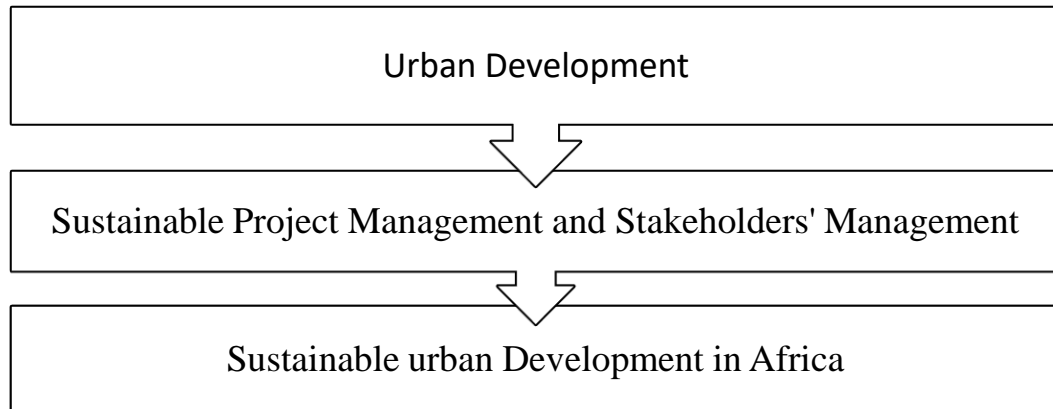 Urban Development
Sustainable Project Management and Stakeholders' Management
Sustainable urban Development in Africa